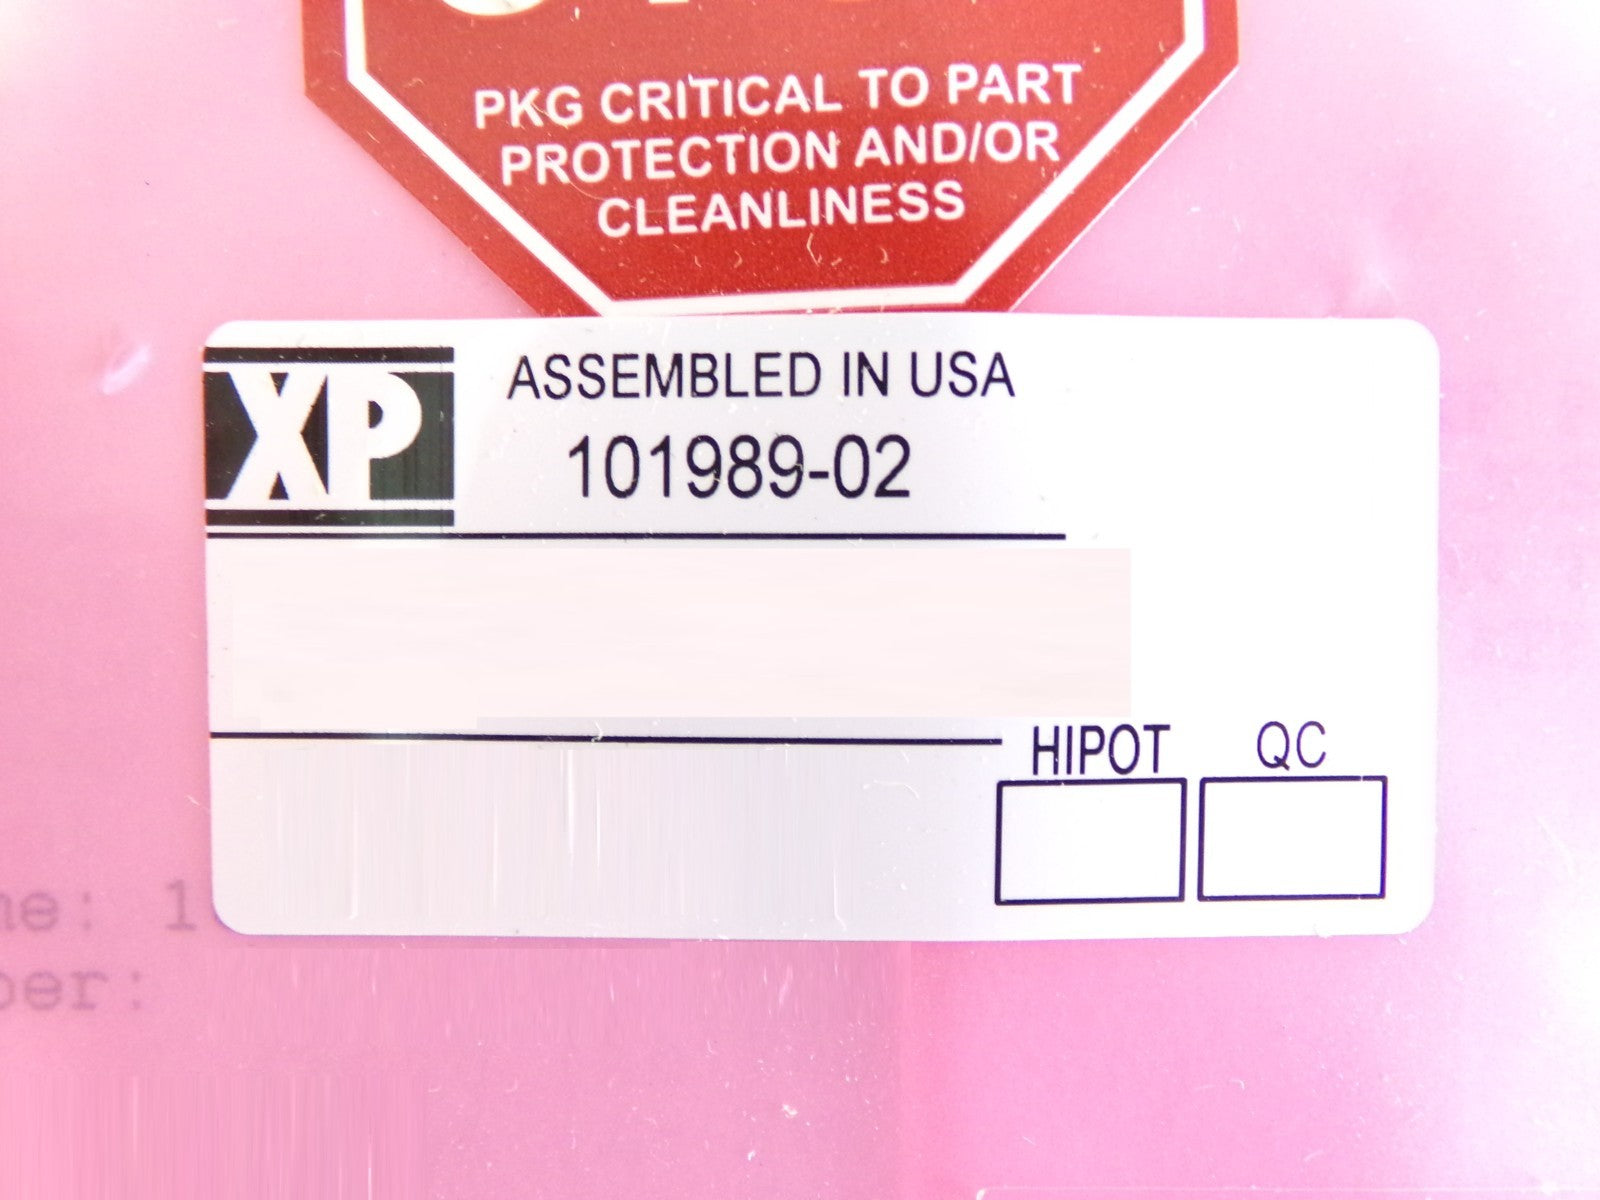 PKG CRITICAL TO PART
PROTECTION AND/OR
CLEANLINESS
XP
ASSEMBLED IN USA
101989-02
HIPOT QC